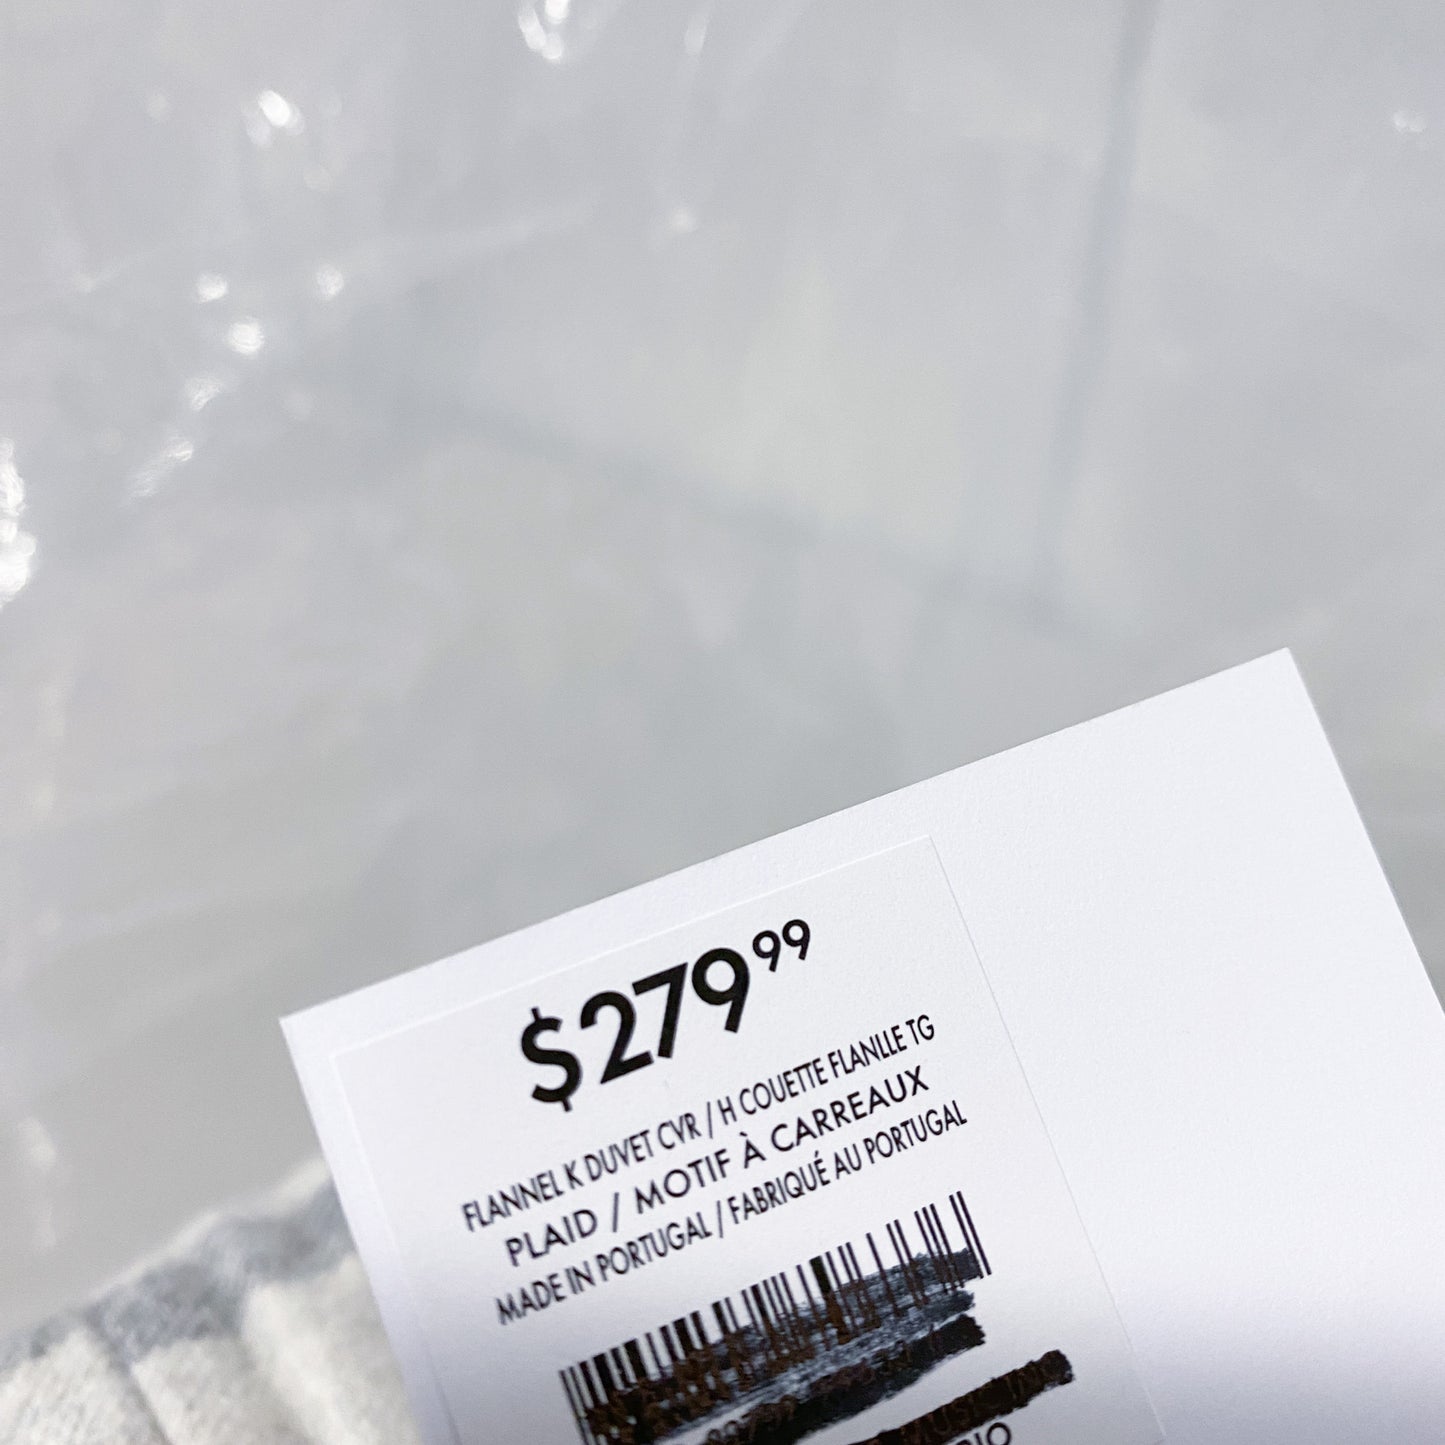 $279.99
FLANNEL K DUVET CVR / H COUETTE FLANLLE TG
PLAID / MOTIF À CARREAUX
MADE IN PORTUGAL / FABRIQUÉ AU PORTUGAL